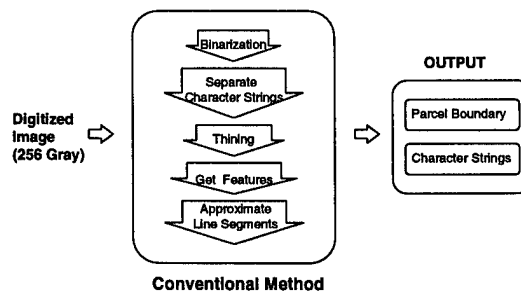 Digitized
Image
(256 Gray)
Binarization
Separate
Character Strings
Thining
Get Features
Approximate
Line Segments
Conventional Method
OUTPUT
Parcel Boundary
Character Strings